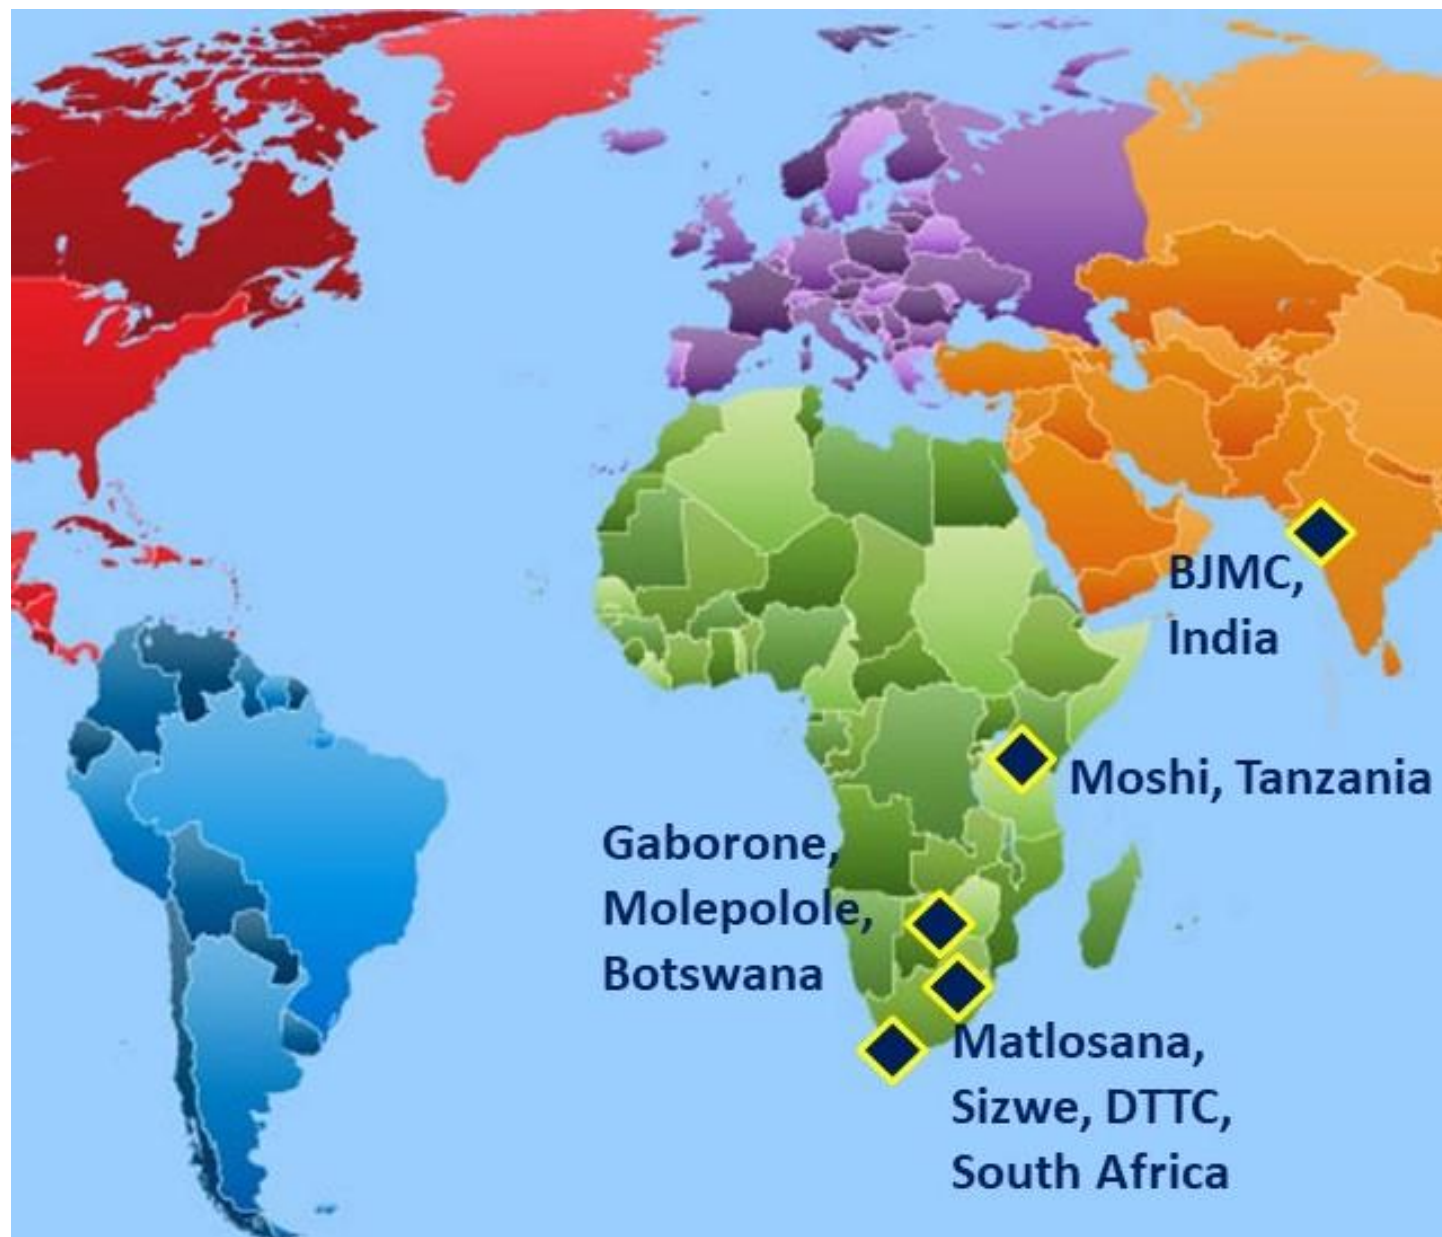 BJMC,
India
Moshi, Tanzania
Gaborone,
Molepolole,
Botswana
Matlosana,
Sizwe, DTTC,
South Africa